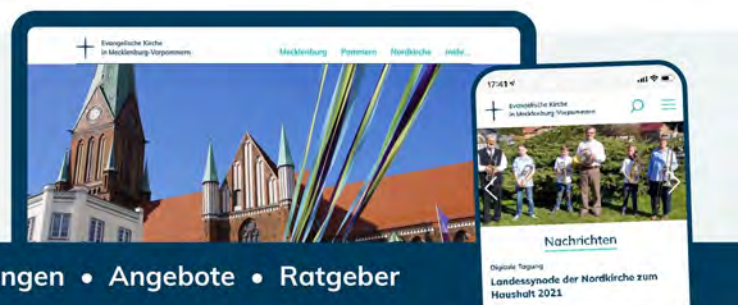 Evangelische Kirche
in Mecklenburg-Vorpommern
Mecklenburg Pommern Nordkirche mehr...
17:41
Evangelische Kirche
in Mecklenburg-Vorpommern
Nachrichten
Digitale Tagung
Landessynode der Nordkirche zum
Haushalt 2021
ngen • Angebote • Ratgeber